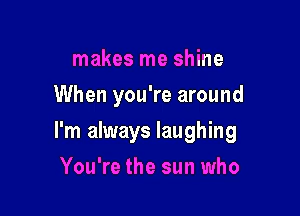 makes me shine
When you're around
I'm always laughing
You're the sun who